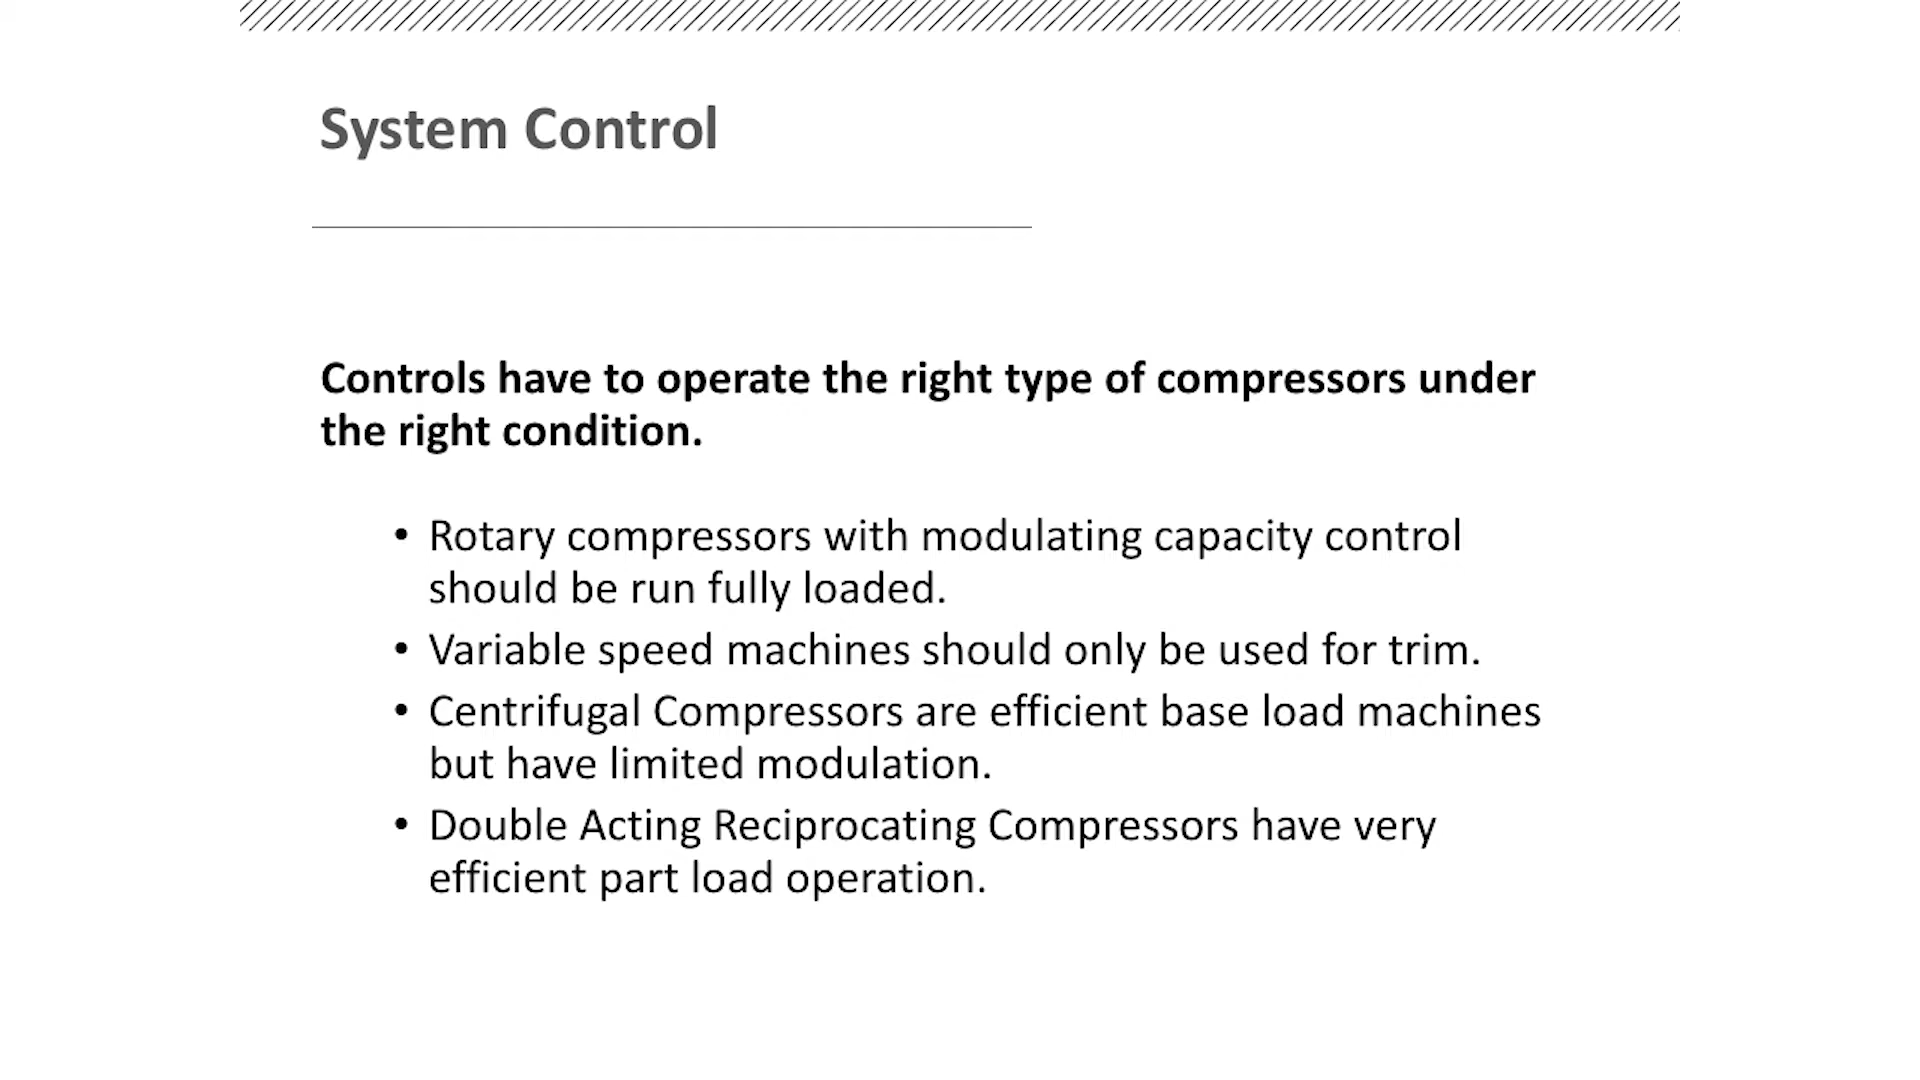 System Control
Controls have to operate the right type of compressors under
the right condition.
• Rotary compressors with modulating capacity control
should be run fully loaded.
• Variable speed machines should only be used for trim.
• Centrifugal Compressors are efficient base load machines
but have limited modulation.
• Double Acting Reciprocating Compressors have very
efficient part load operation.